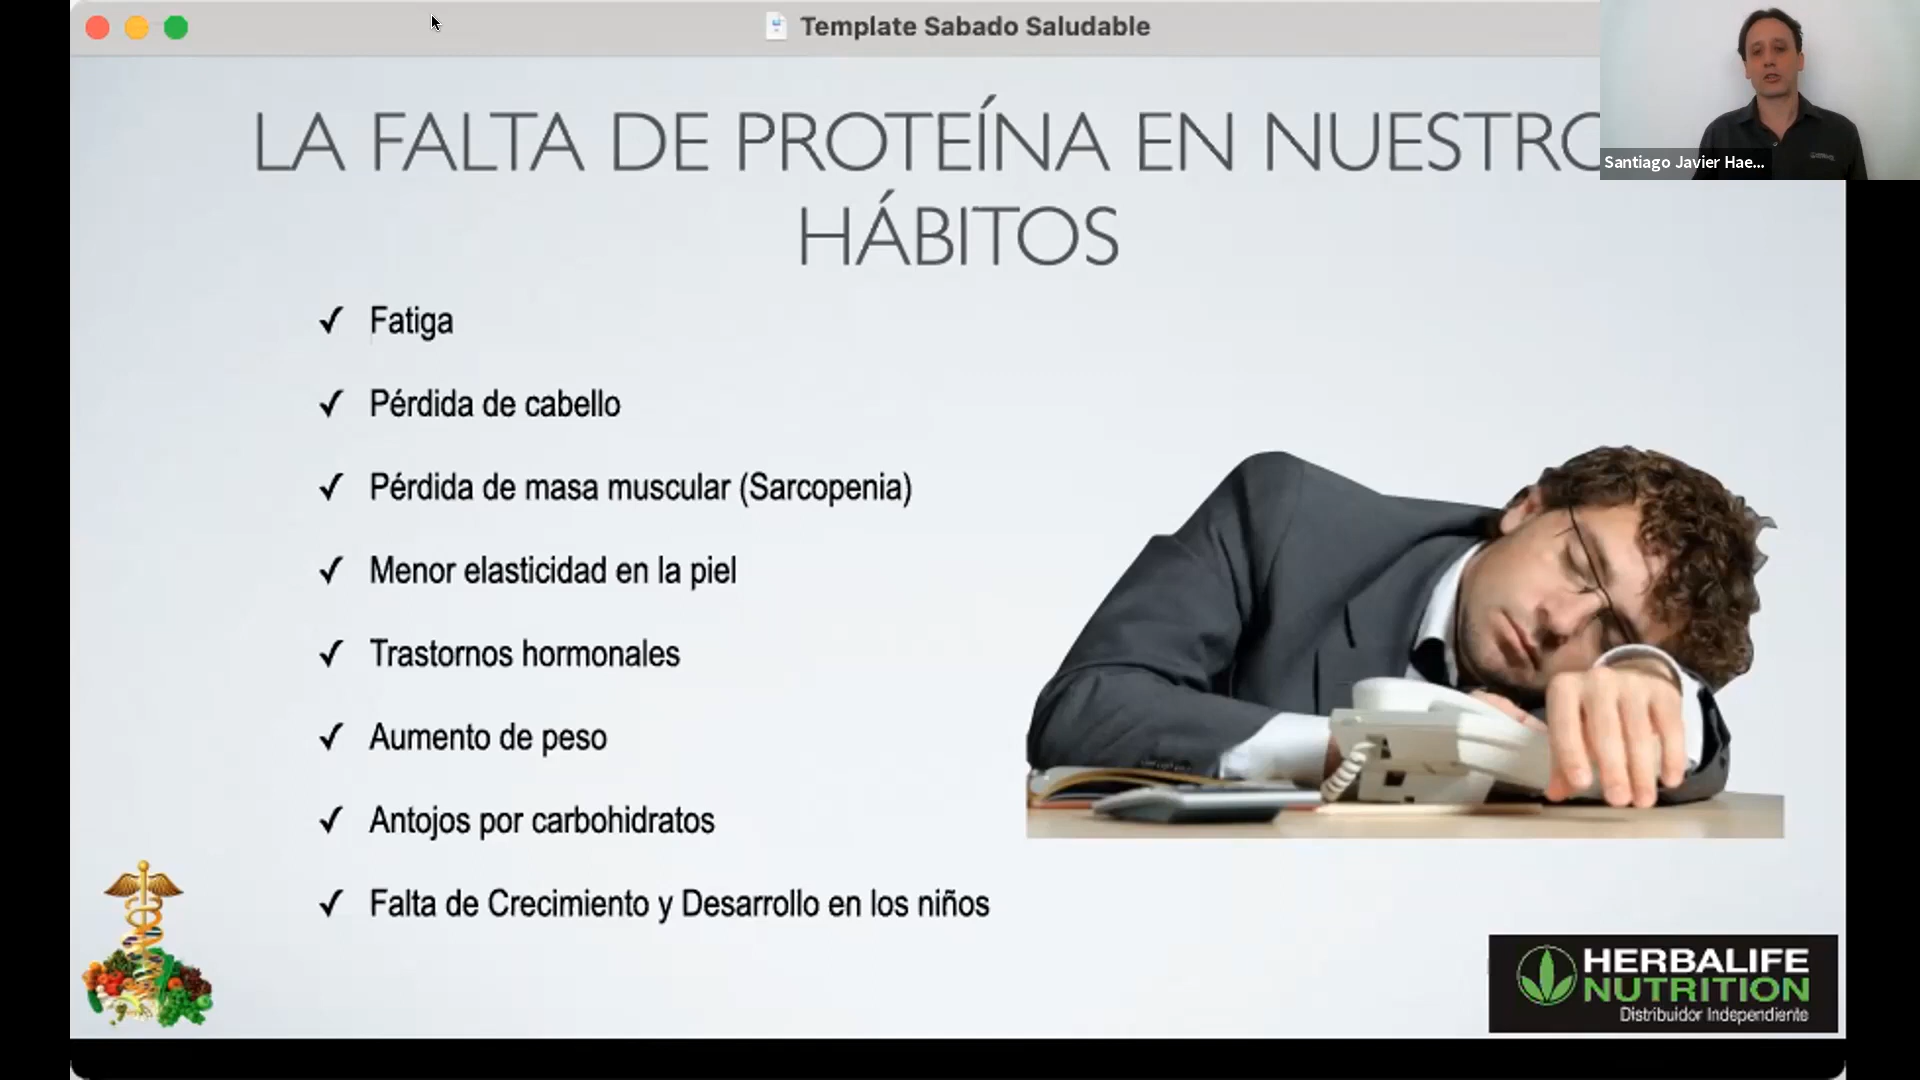 Template Sabado Saludable
Santiago Javier Hae...
LA FALTA DE PROTEÍNA EN NUESTRO
HÁBITOS
✓ Fatiga
✓ Pérdida de cabello
✓ Pérdida de masa muscular (Sarcopenia)
✓ Menor elasticidad en la piel
✓ Trastornos hormonales
✓ Aumento de peso
✓ Antojos por carbohidratos
✓ Falta de Crecimiento y Desarrollo en los niños
HERBALIFE
NUTRITION
Distribuidor Independiente